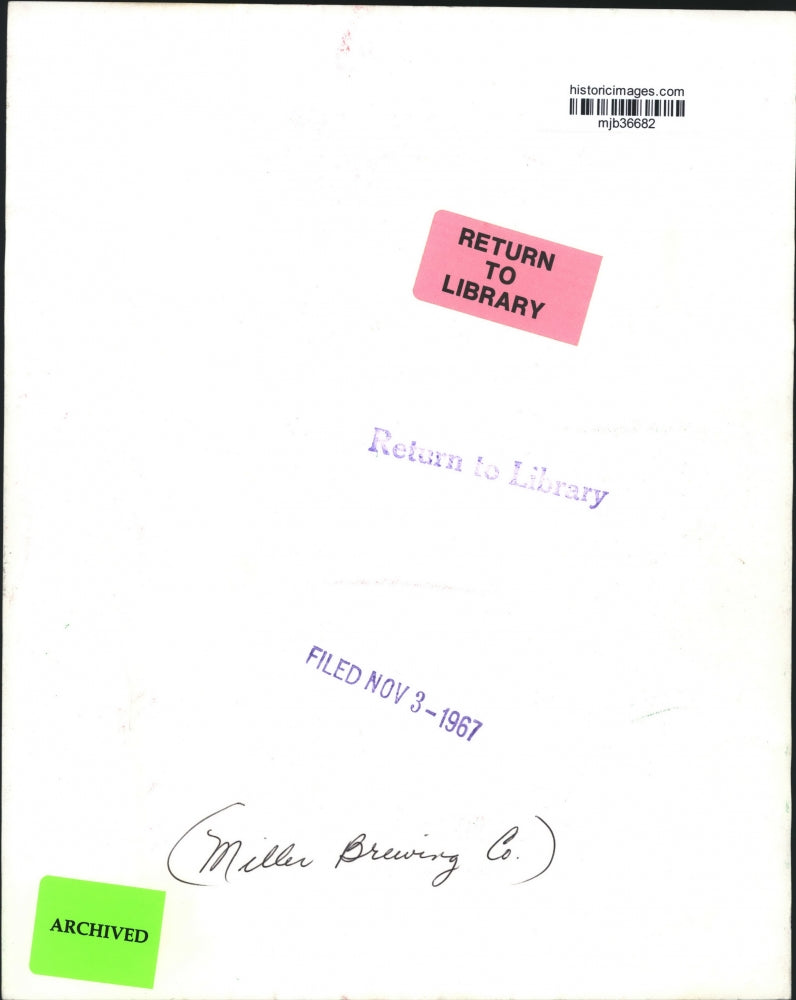 historicimages.com
mjb36682
RETURN
TO
LIBRARY
Return to Library
FILED NOV 3-1967
(Miller Brewing Co.)
ARCHIVED